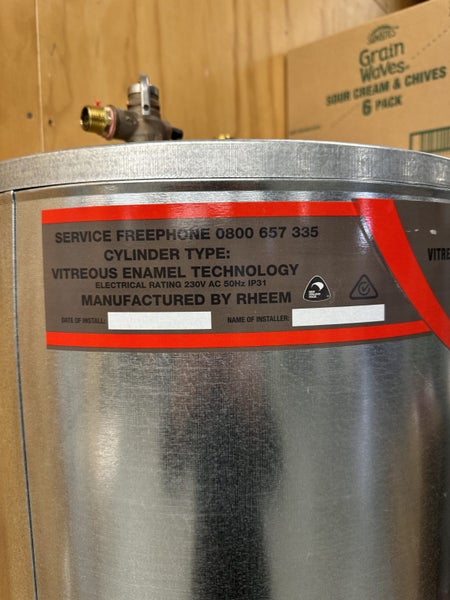 SUNBITES
Grain
Waves
SOUR CREAM & CHIVES
6 PACK
SERVICE FREEPHONE 0800 657 335
CYLINDER TYPE:
VITREOUS ENAMEL TECHNOLOGY
ELECTRICAL RATING 230V AC 50Hz IP31
MANUFACTURED BY RHEEM
DATE OF INSTALL:
NAME OF INSTALLER: